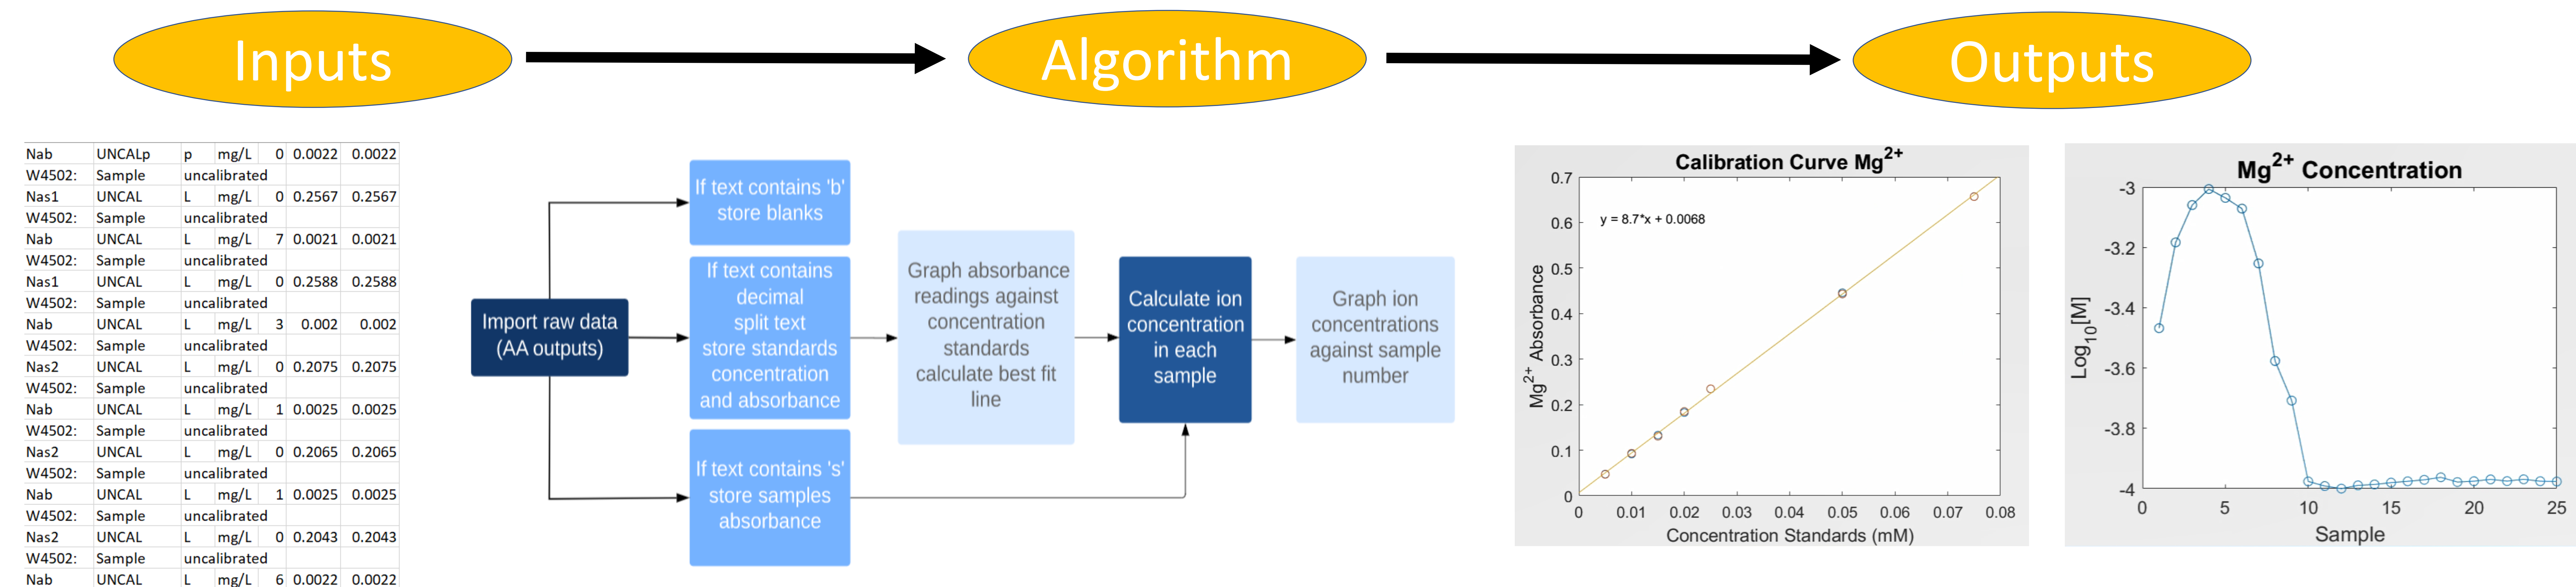 Inputs
Algorithm
Outputs
Nab UNCALp p mg/L 0 0.0022 0.0022
W4502: Sample uncalibrated
Nas1 UNCAL L mg/L 0 0.2567 0.2567
W4502: Sample uncalibrated
Nab UNCAL L mg/L 7 0.0021 0.0021
W4502: Sample uncalibrated
Nas1 UNCAL L mg/L 0 0.2588 0.2588
W4502: Sample uncalibrated
Nab UNCAL L mg/L 3 0.002 0.002
W4502: Sample uncalibrated
Nas2 UNCAL L mg/L 0 0.2075 0.2075
W4502: Sample uncalibrated
Nab UNCAL L mg/L 1 0.0025 0.0025
W4502: Sample uncalibrated
Nas2 UNCAL L mg/L 0 0.2065 0.2065
W4502: Sample uncalibrated
Nab UNCAL L mg/L 1 0.0025 0.0025
W4502: Sample uncalibrated
Nas2 UNCAL L mg/L 0 0.2043 0.2043
W4502: Sample uncalibrated
Nab UNCAL L mg/L 6 0.0022 0.0022
Import raw data
(AA outputs)
If text contains 'b'
store blanks
If text contains
decimal
split text
store standards
concentration
and absorbance
If text contains 's'
store samples
absorbance
Graph absorbance
readings against
concentration
standards
calculate best fit
line
Calculate ion
concentration
in each
sample
Graph ion
concentrations
against sample
number
Calibration Curve Mg2+
y = 8.7*x + 0.0068
Mg2+ Absorbance
0.7
0.6
0.5
0.4
0.3
0.2
0.1
0
0 0.01 0.02 0.03 0.04 0.05 0.06 0.07 0.08
Concentration Standards (mM)
Mg2+ Concentration
Log10[M]
-3
-3.2
-3.4
-3.6
-3.8
-4
0 5 10 15 20 25
Sample